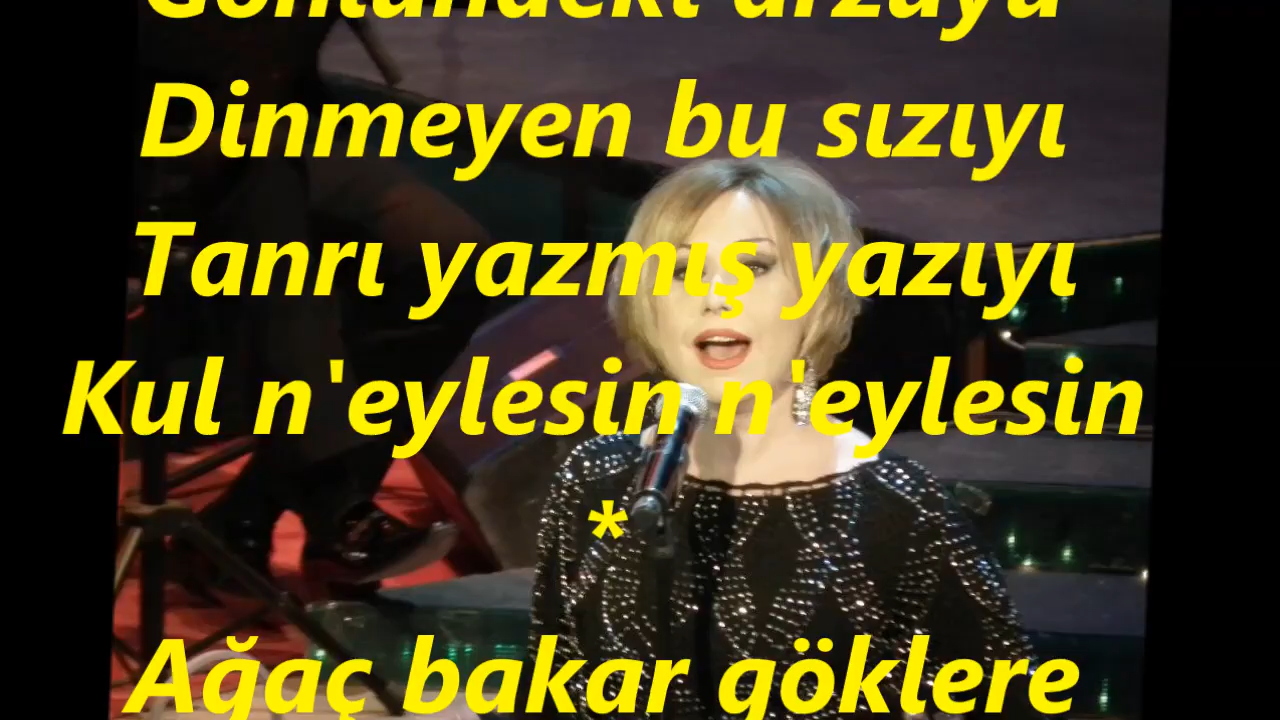 Dinmeyen bu sızıyı
Tanrı yazmış yazıyı
Kul n'eylesin n'eylesin
*
Ağaç bakar göklere